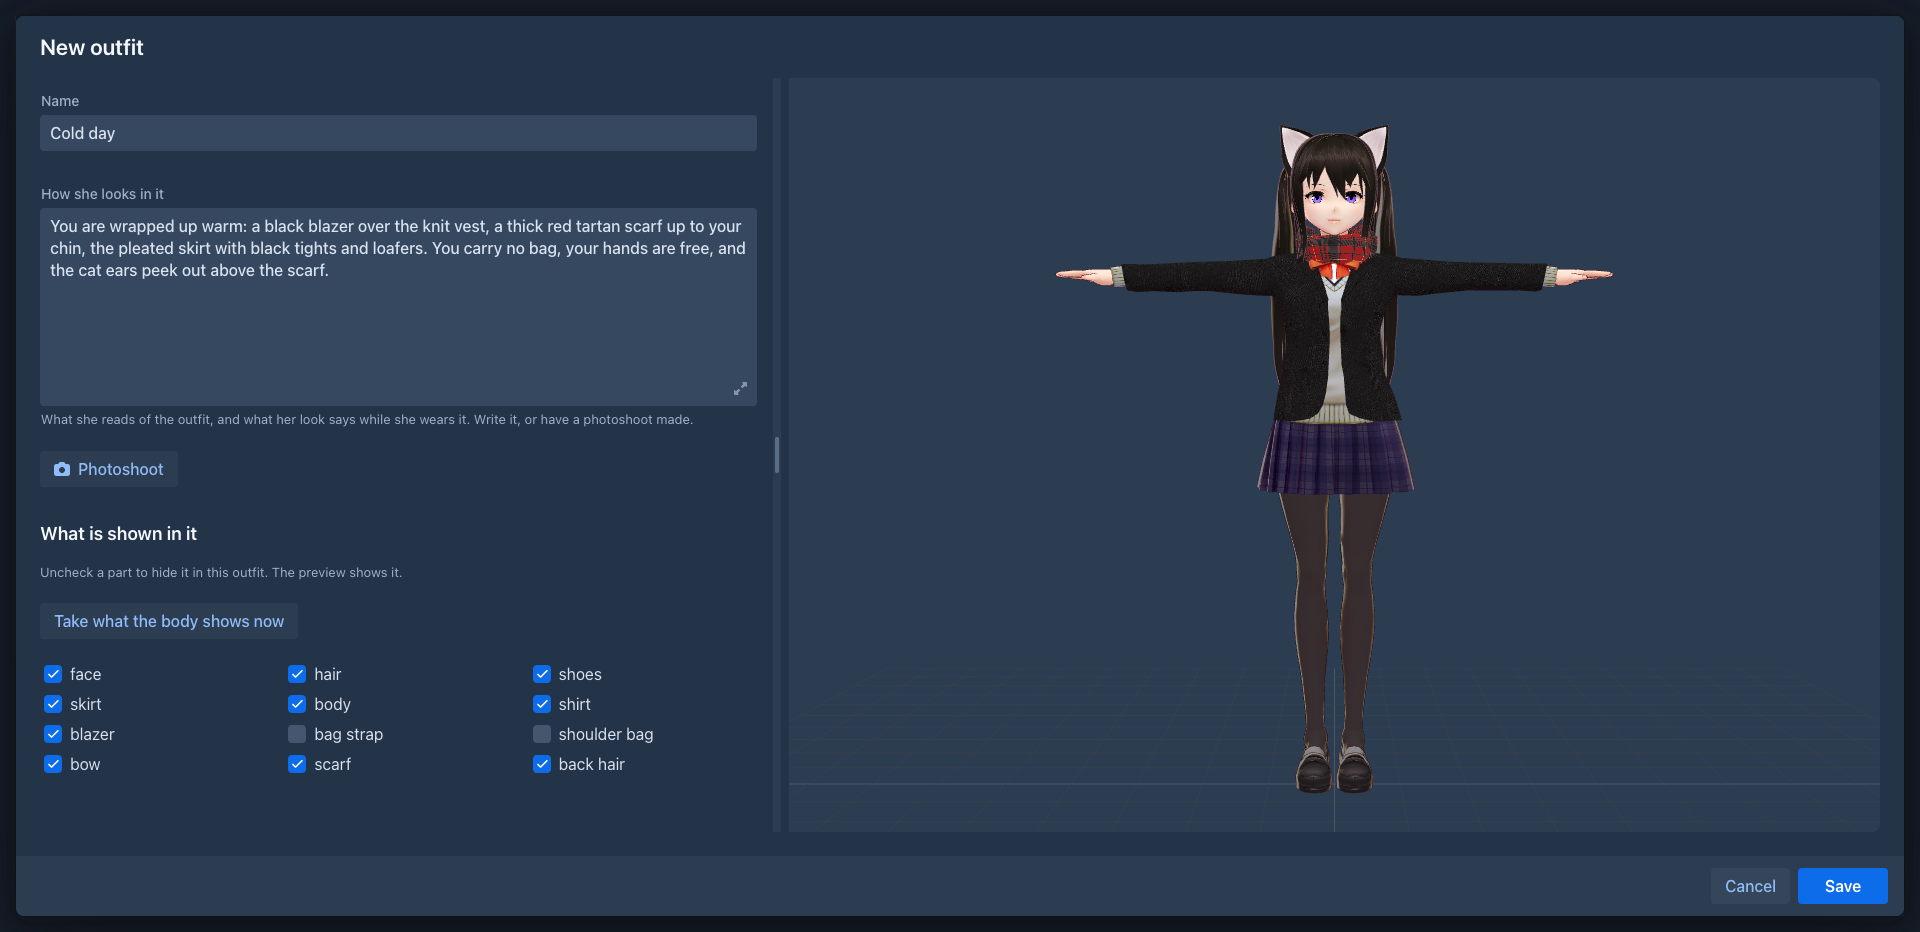 New outfit
Name
Cold day
How she looks in it
You are wrapped up warm: a black blazer over the knit vest, a thick red tartan scarf up to your
chin, the pleated skirt with black tights and loafers. You carry no bag, your hands are free, and
the cat ears peek out above the scarf.
What she reads of the outfit, and what her look says while she wears it. Write it, or have a photoshoot made.
Photoshoot
What is shown in it
Uncheck a part to hide it in this outfit. The preview shows it.
Take what the body shows now
face
hair
shoes
skirt
body
shirt
blazer
bag strap
shoulder bag
bow
scarf
back hair
Cancel
Save